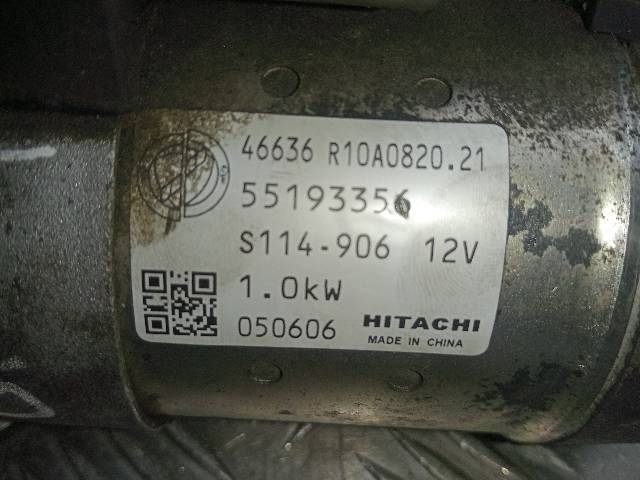 46636 R10A0820.21
55193356
S114-906 12V
1.0kW
050606 HITACHI
MADE IN CHINA